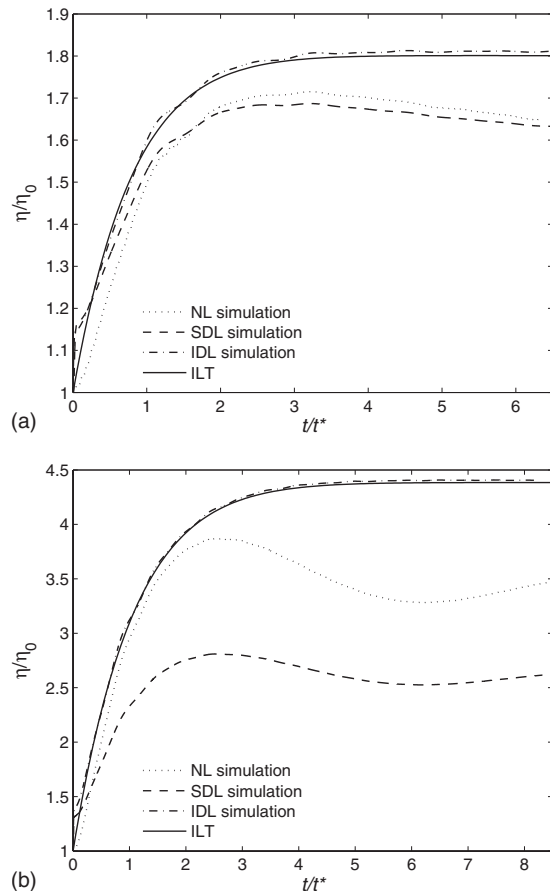 1.9
1.8
1.7
1.6
1.5
1.4
1.3
1.2
1.1
1
η/η0
NL simulation
SDL simulation
IDL simulation
ILT
0 1 2 3 4 5 6
(a) t/t*
4.5
4
3.5
3
2.5
2
1.5
1
η/η0
NL simulation
SDL simulation
IDL simulation
ILT
0 1 2 3 4 5 6 7 8
(b) t/t*